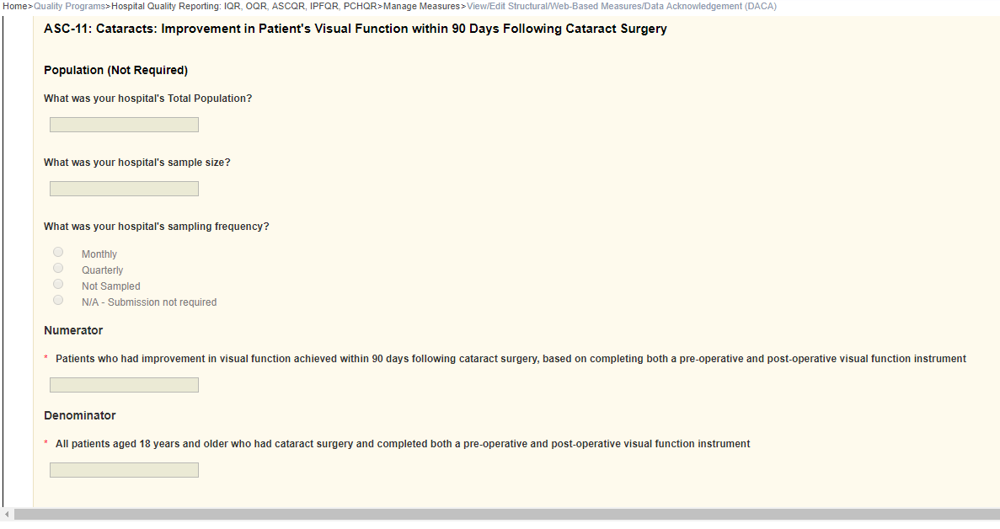 Home>Quality Programs>Hospital Quality Reporting: IQR, OQR, ASCQR, IPFQR, PCHQR>Manage Measures>View/Edit Structural/Web-Based Measures/Data Acknowledgement (DACA)
ASC-11: Cataracts: Improvement in Patient's Visual Function within 90 Days Following Cataract Surgery
Population (Not Required)
What was your hospital's Total Population?
What was your hospital's sample size?
What was your hospital's sampling frequency?
Monthly
Quarterly
Not Sampled
N/A - Submission not required
Numerator
* Patients who had improvement in visual function achieved within 90 days following cataract surgery, based on completing both a pre-operative and post-operative visual function instrument
Denominator
* All patients aged 18 years and older who had cataract surgery and completed both a pre-operative and post-operative visual function instrument